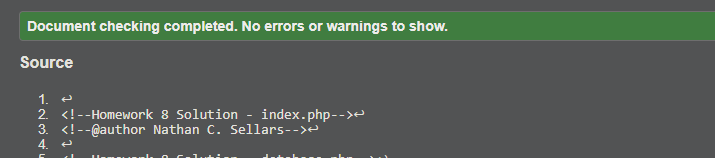 Document checking completed. No errors or warnings to show.
Source
1. ↩
2. <!--Homework 8 Solution - index.php-->↩
3. <!--@author Nathan C. Sellars-->↩
4. ↩
5. <!--Homework 8 Solution - database.php-->↩